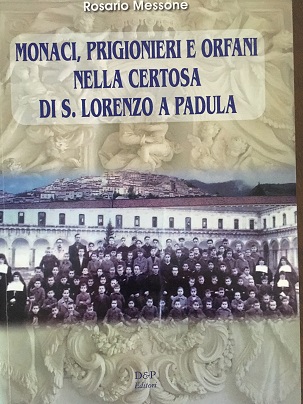 Rosario Messone
MONACI, PRIGIONIERI E ORFANI
NELLA CERTOSA
DI S. LORENZO A PADULA
D&P
Editori